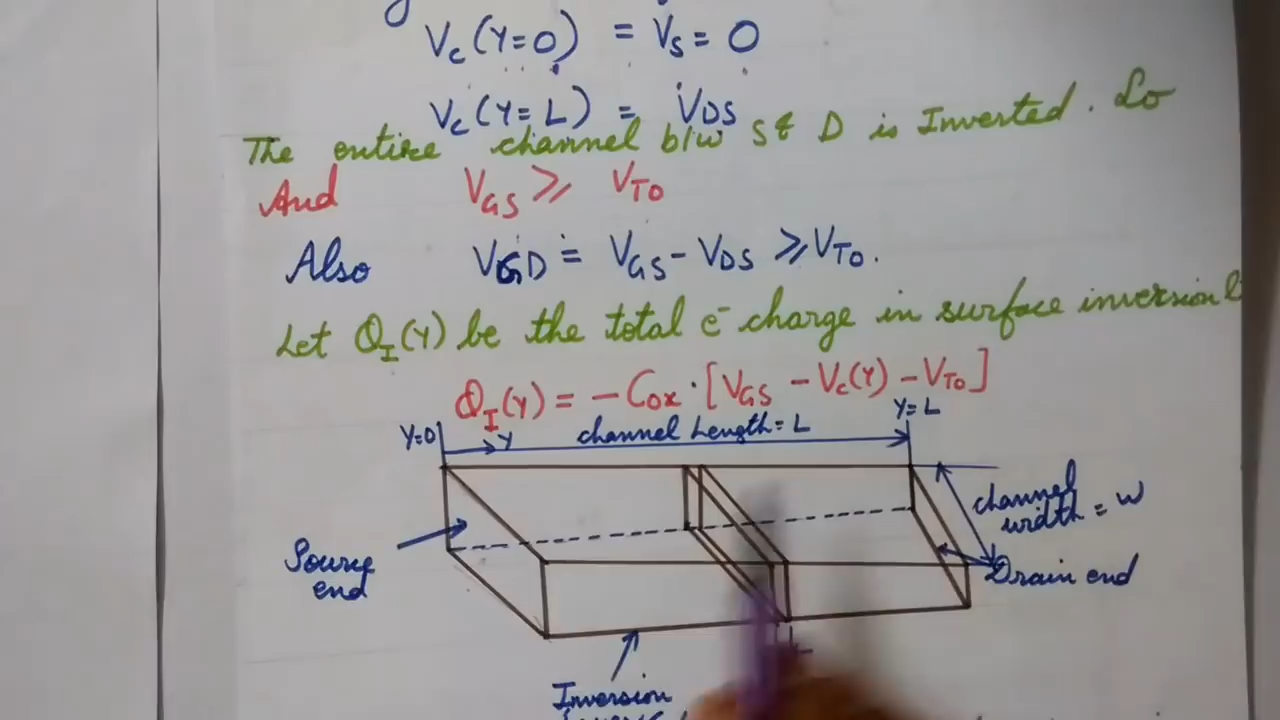 Vc(Y=0) = Vs = 0
Vc(Y=L) = VDS
The entire channel b/w S & D is Inverted. So
And VGS ≥ VTO
Also VGD = VGS - VDS ≥ VTO.
Let QI(Y) be the total e⁻ charge in surface inversion
QI(Y) = - Cox · [VGS - Vc(Y) - VTO]
Y=0
Y
channel Length = L
Y=L
channel
width = W
Source
end
Drain end
Inversion